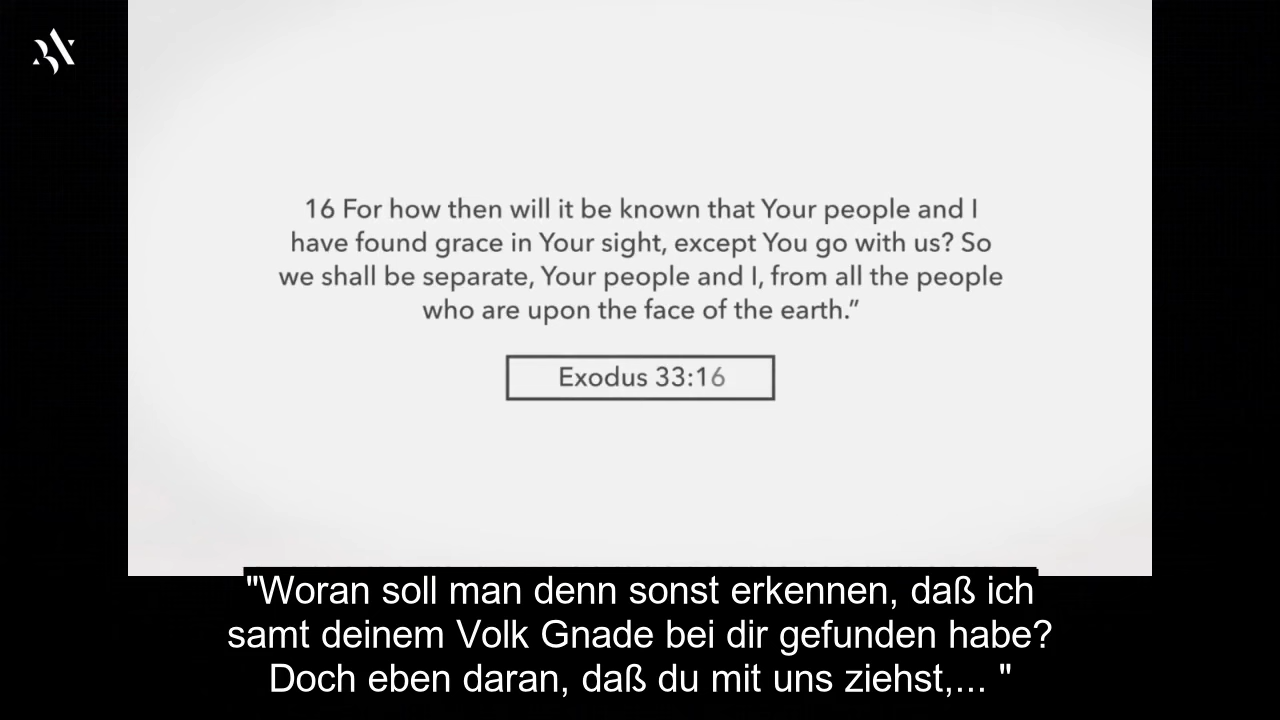 16 For how then will it be known that Your people and I
have found grace in Your sight, except You go with us? So
we shall be separate, Your people and I, from all the people
who are upon the face of the earth.”
Exodus 33:16
"Woran soll man denn sonst erkennen, daß ich
samt deinem Volk Gnade bei dir gefunden habe?
Doch eben daran, daß du mit uns ziehst,... "